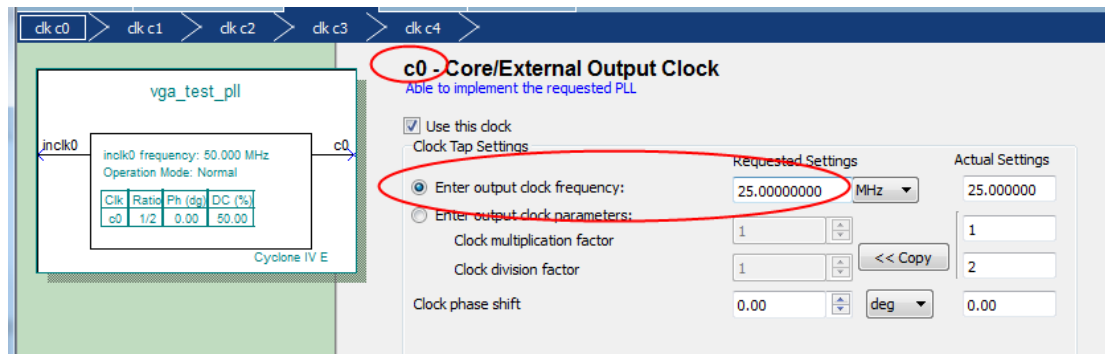 clk c0 clk c1 clk c2 clk c3 clk c4
vga_test_pll
inclk0 c0
inclk0 frequency: 50.000 MHz
Operation Mode: Normal
Clk Ratio Ph (dg) DC (%)
c0 1/2 0.00 50.00
Cyclone IV E
c0 - Core/External Output Clock
Able to implement the requested PLL
Use this clock
Clock Tap Settings
Requested Settings Actual Settings
Enter output clock frequency: 25.00000000 MHz 25.000000
Enter output clock parameters:
Clock multiplication factor 1 1
<< Copy
Clock division factor 1 2
Clock phase shift 0.00 deg 0.00